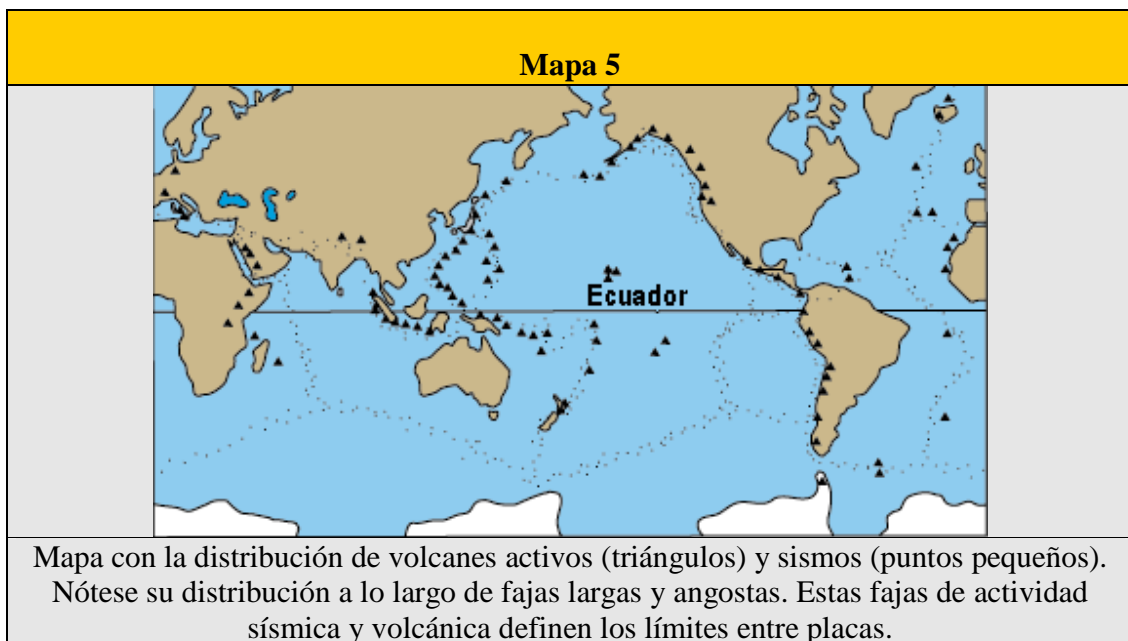 Mapa 5
Ecuador
Mapa con la distribución de volcanes activos (triángulos) y sismos (puntos pequeños).
Nótese su distribución a lo largo de fajas largas y angostas. Estas fajas de actividad
sísmica y volcánica definen los límites entre placas.